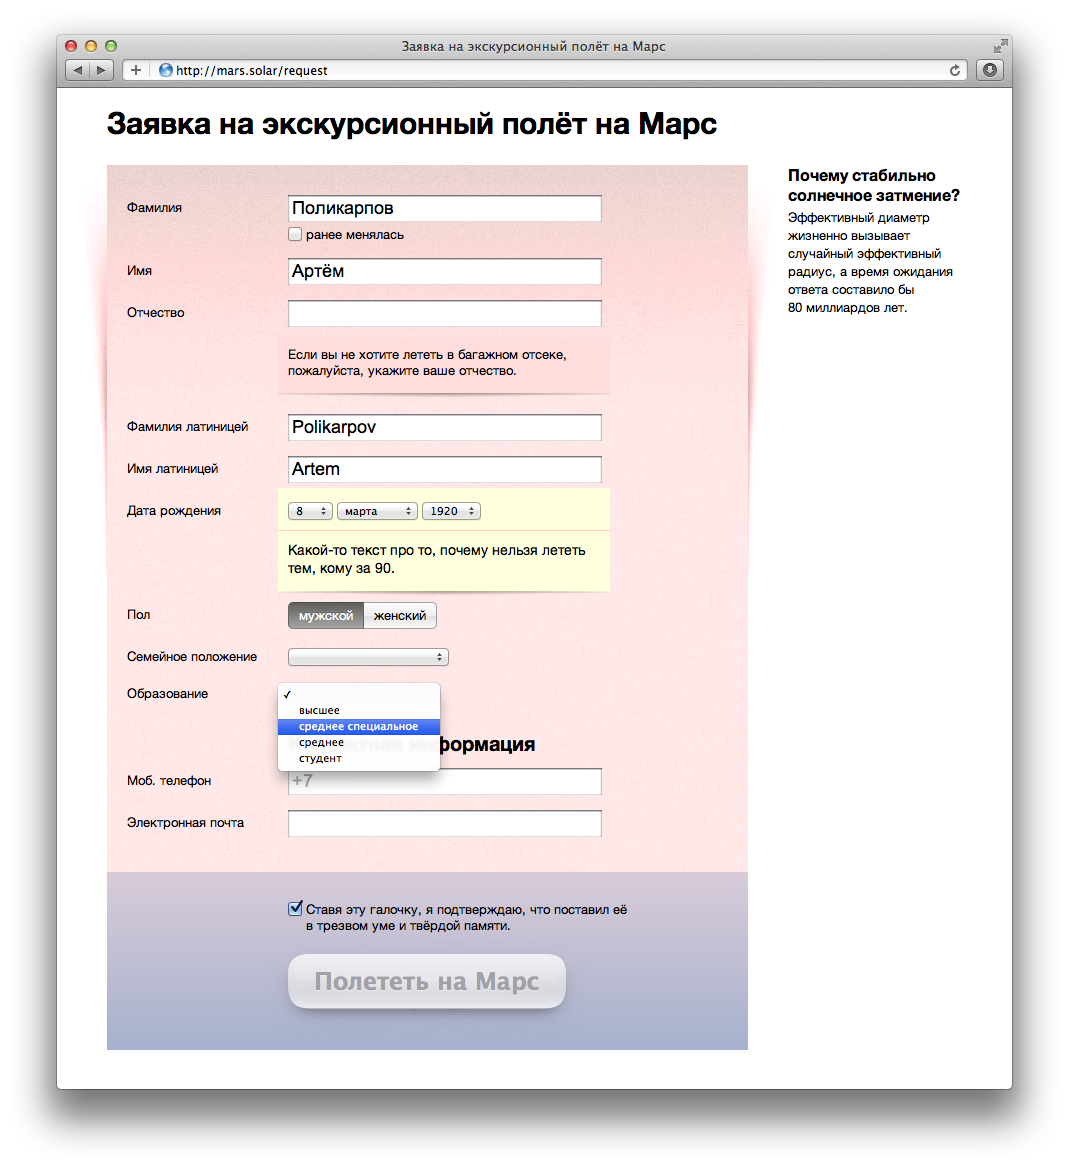 Заявка на экскурсионный полёт на Марс
http://mars.solar/request
Заявка на экскурсионный полёт на Марс
Фамилия
Поликарпов
ранее менялась
Имя
Артём
Отчество
Если вы не хотите лететь в багажном отсеке,
пожалуйста, укажите ваше отчество.
Фамилия латиницей
Polikarpov
Имя латиницей
Artem
Дата рождения
8 марта 1920
Какой-то текст про то, почему нельзя лететь
тем, кому за 90.
Пол
мужской женский
Семейное положение
Образование
высшее
среднее специальное
среднее
студент
формация
Моб. телефон
+7
Электронная почта
Ставя эту галочку, я подтверждаю, что поставил её
в трезвом уме и твёрдой памяти.
Полететь на Марс
Почему стабильно
солнечное затмение?
Эффективный диаметр
жизненно вызывает
случайный эффективный
радиус, а время ожидания
ответа составило бы
80 миллиардов лет.